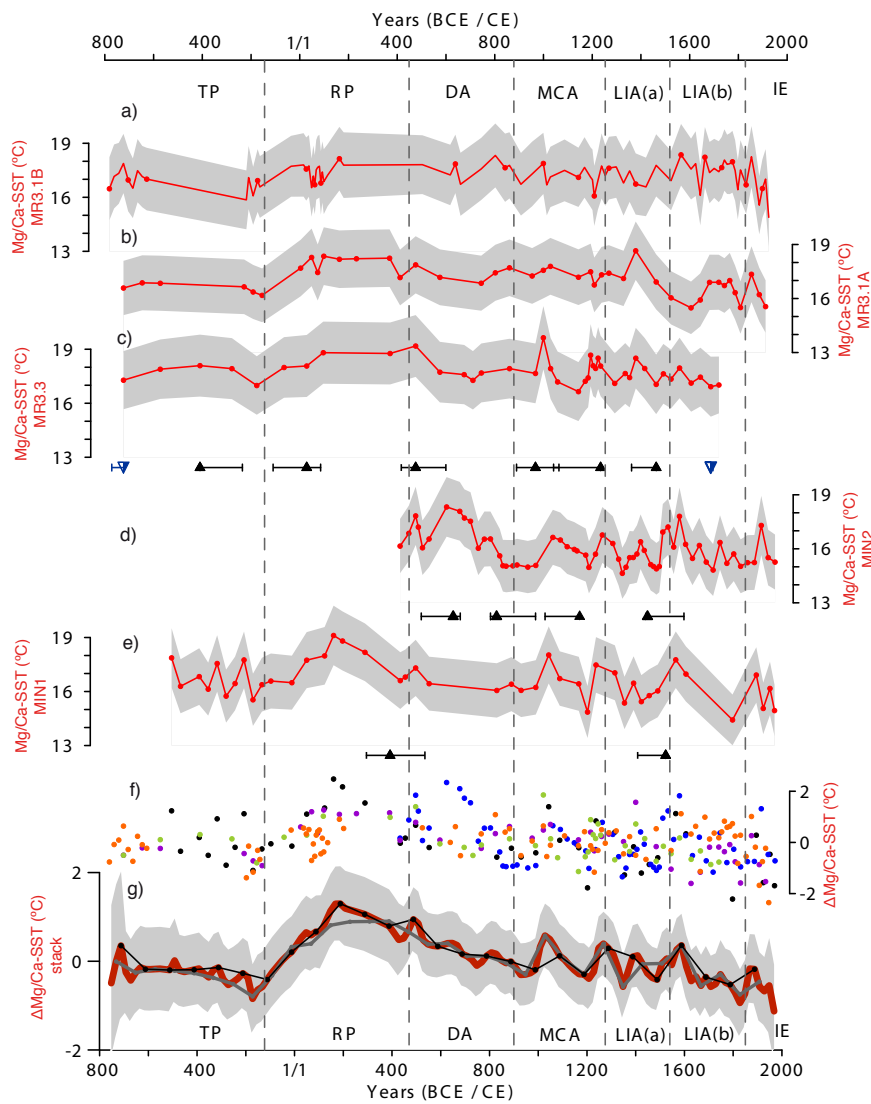 Years (BCE /CE)
800 400 1/1 400 800 1200 1600 2000
TP RP DA MCA LIA(a) LIA(b) IE
a)
Mg/Ca-SST (ºC)
MR3.1B
19
16
13
b)
19
16
13
Mg/Ca-SST (ºC)
MR3.1A
c)
Mg/Ca-SST (ºC)
MR3.3
19
16
13
d)
19
16
13
Mg/Ca-SST (ºC)
MIN2
e)
Mg/Ca-SST (ºC)
MIN1
19
16
13
f)
2
0
-2
ΔMg/Ca-SST (ºC)
g)
ΔMg/Ca-SST (ºC)
stack
2
0
-2
TP RP DA MCA LIA(a) LIA(b) IE
800 400 1/1 400 800 1200 1600 2000
Years (BCE /CE)